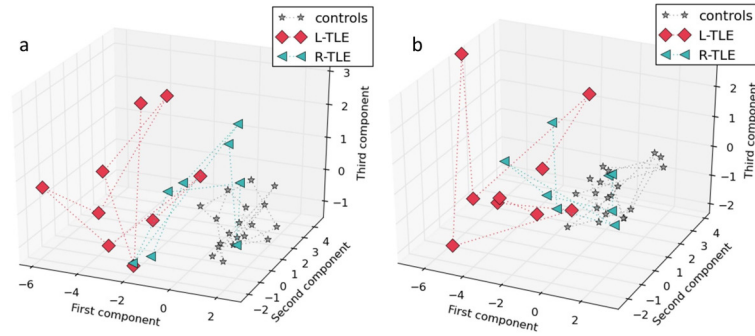 a
controls
L-TLE
R-TLE
3
2
1
0
−1
Third component
−6
−4
−2
0
2
First component
−2
−1
0
1
2
3
4
Second component
b
controls
L-TLE
R-TLE
2
1
0
−1
−2
Third component
−6
−4
−2
0
2
First component
−2
−1
0
1
2
3
4
Second component